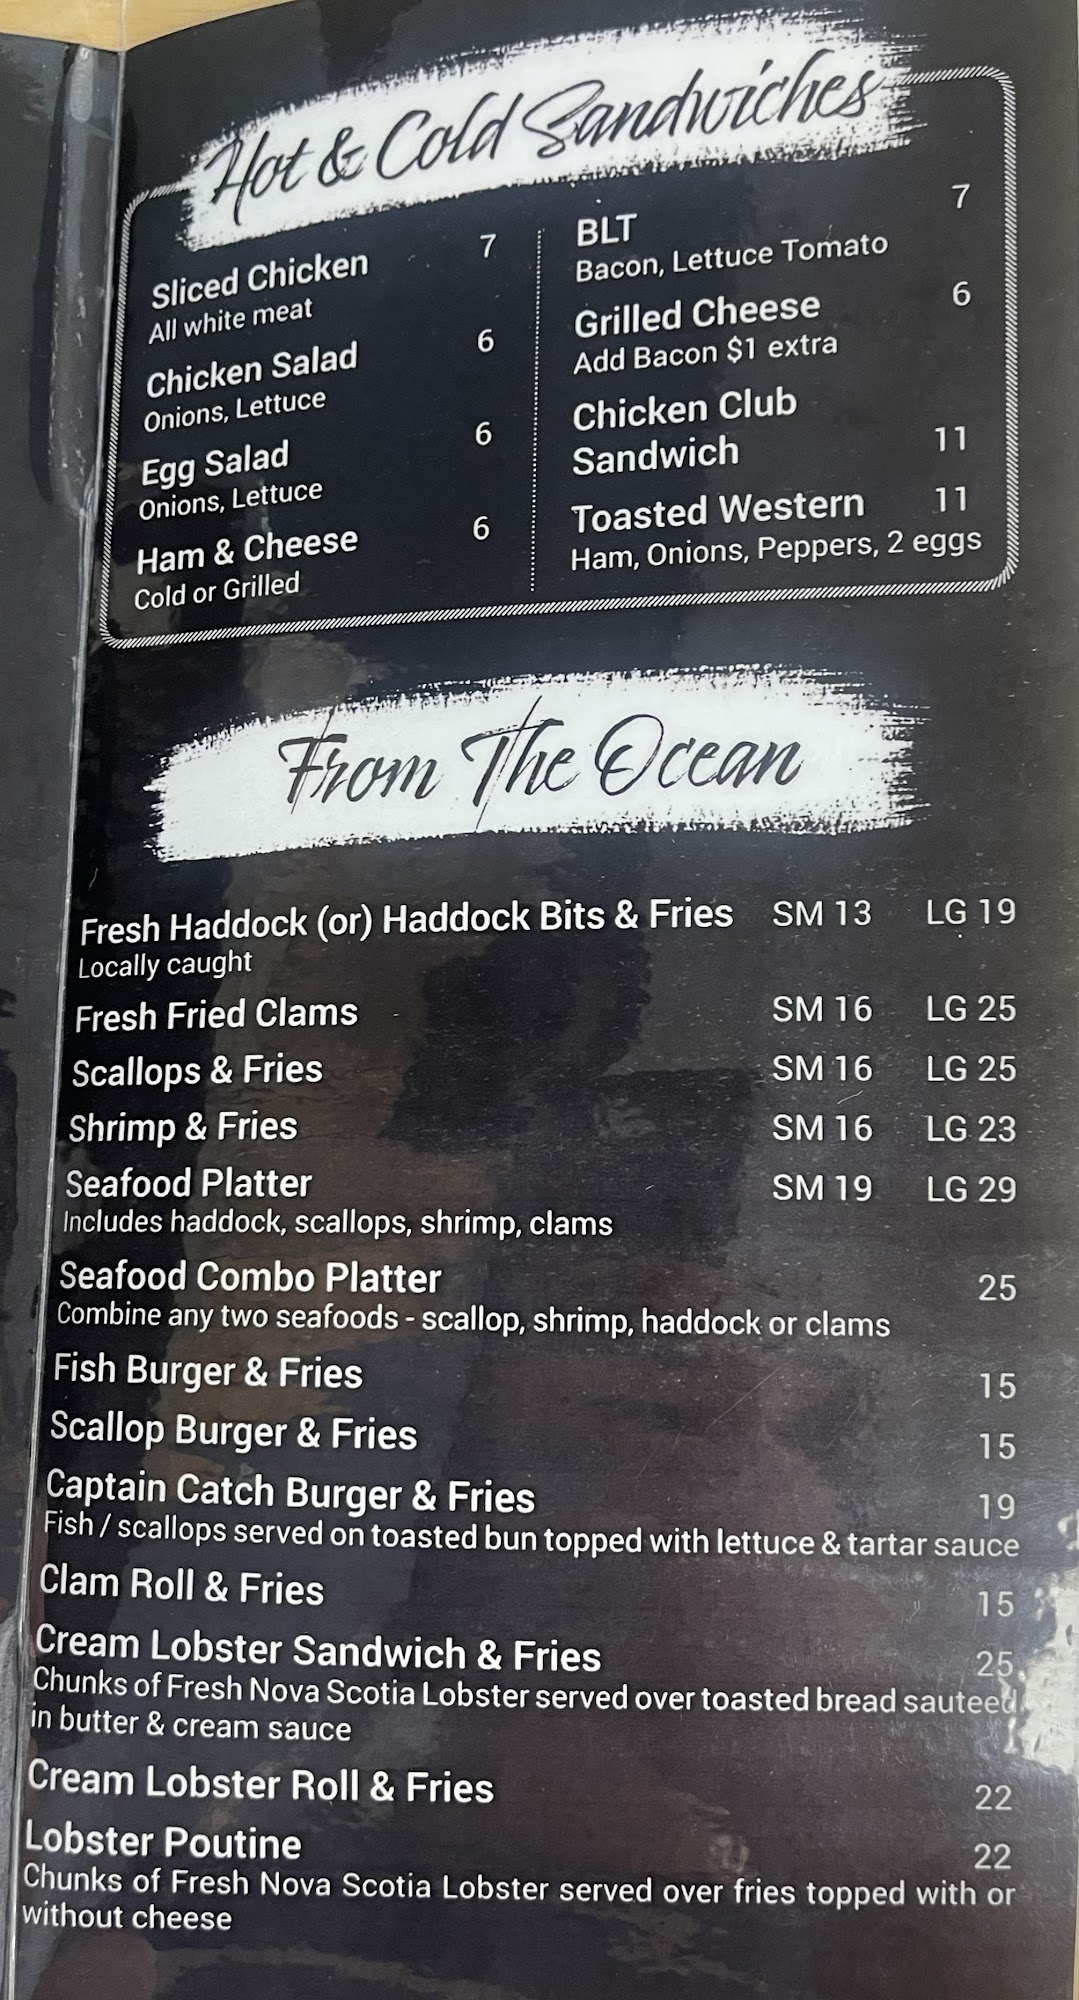 Hot & Cold Sandwiches
Sliced Chicken 7
All white meat
Chicken Salad 6
Onions, Lettuce
Egg Salad 6
Onions, Lettuce
Ham & Cheese 6
Cold or Grilled
BLT 7
Bacon, Lettuce Tomato
Grilled Cheese 6
Add Bacon $1 extra
Chicken Club
Sandwich 11
Toasted Western 11
Ham, Onions, Peppers, 2 eggs
From The Ocean
Fresh Haddock (or) Haddock Bits & Fries SM 13 LG 19
Locally caught
Fresh Fried Clams SM 16 LG 25
Scallops & Fries SM 16 LG 25
Shrimp & Fries SM 16 LG 23
Seafood Platter SM 19 LG 29
Includes haddock, scallops, shrimp, clams
Seafood Combo Platter 25
Combine any two seafoods - scallop, shrimp, haddock or clams
Fish Burger & Fries 15
Scallop Burger & Fries 15
Captain Catch Burger & Fries 19
Fish / scallops served on toasted bun topped with lettuce & tartar sauce
Clam Roll & Fries 15
Cream Lobster Sandwich & Fries 25
Chunks of Fresh Nova Scotia Lobster served over toasted bread sauteed
in butter & cream sauce
Cream Lobster Roll & Fries 22
Lobster Poutine 22
Chunks of Fresh Nova Scotia Lobster served over fries topped with or
without cheese